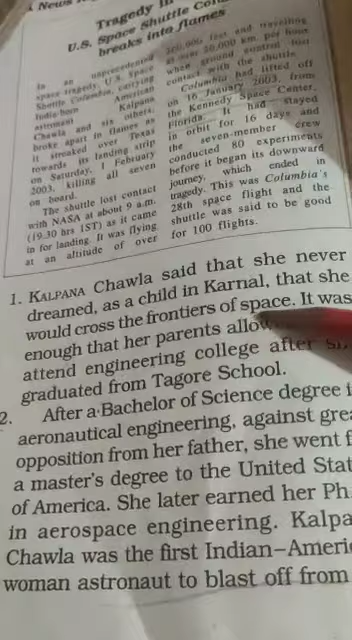 News
Tragedy in
U.S. Space Shuttle
breaks into flames
In an unprecedented
space tragedy, U.S. Space
Shuttle Columbia, carrying
Indian-born American
astronaut Kalpana
Chawla and six others,
broke apart in flames as
it streaked over Texas
towards its landing strip
on Saturday, 1 February
2003, killing all seven
on board.
The shuttle lost contact
with NASA at about 9 a.m.
(19.30 hrs IST) as it came
in for landing. It was flying
at an altitude of over
200,000 feet and travelling
at over 20,000 km per hour
when ground control lost
contact with the shuttle.
Columbia had lifted off
on 16 January 2003, from
the Kennedy Space Center,
Florida. It had stayed
in orbit for 16 days and
the seven-member crew
conducted 80 experiments
before it began its downward
journey, which ended in
tragedy. This was Columbia's
28th space flight and the
shuttle was said to be good
for 100 flights.
1. KALPANA Chawla said that she never
dreamed, as a child in Karnal, that she
would cross the frontiers of space. It was
enough that her parents allow
attend engineering college after
graduated from Tagore School.
2. After a Bachelor of Science degree i
aeronautical engineering, against grea
opposition from her father, she went f
a master's degree to the United Stat
of America. She later earned her Ph.
in aerospace engineering. Kalpa
Chawla was the first Indian–Ameri
woman astronaut to blast off from